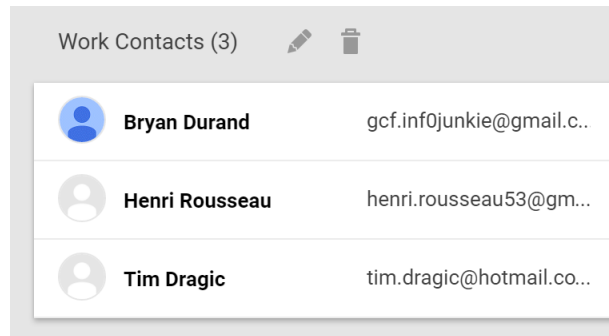 Work Contacts (3)
Bryan Durand gcf.inf0junkie@gmail.c..
Henri Rousseau henri.rousseau53@gm...
Tim Dragic tim.dragic@hotmail.co...